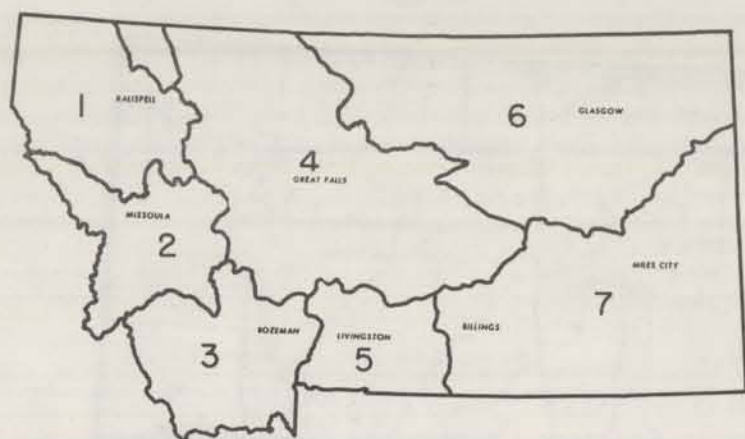 1
KALISPELL
6
GLASGOW
4
GREAT FALLS
MISSOULA
2
MILES CITY
7
BOZEMAN
LIVINGSTON
BILLINGS
3
5